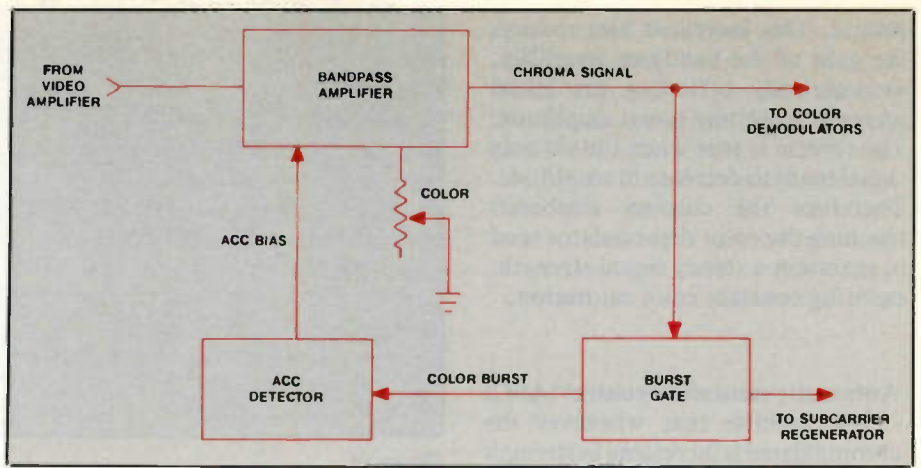 FROM
VIDEO
AMPLIFIER
BANDPASS
AMPLIFIER
CHROMA SIGNAL
TO COLOR
DEMODULATORS
COLOR
ACC BIAS
ACC
DETECTOR
COLOR BURST
BURST
GATE
TO SUBCARRIER
REGENERATOR